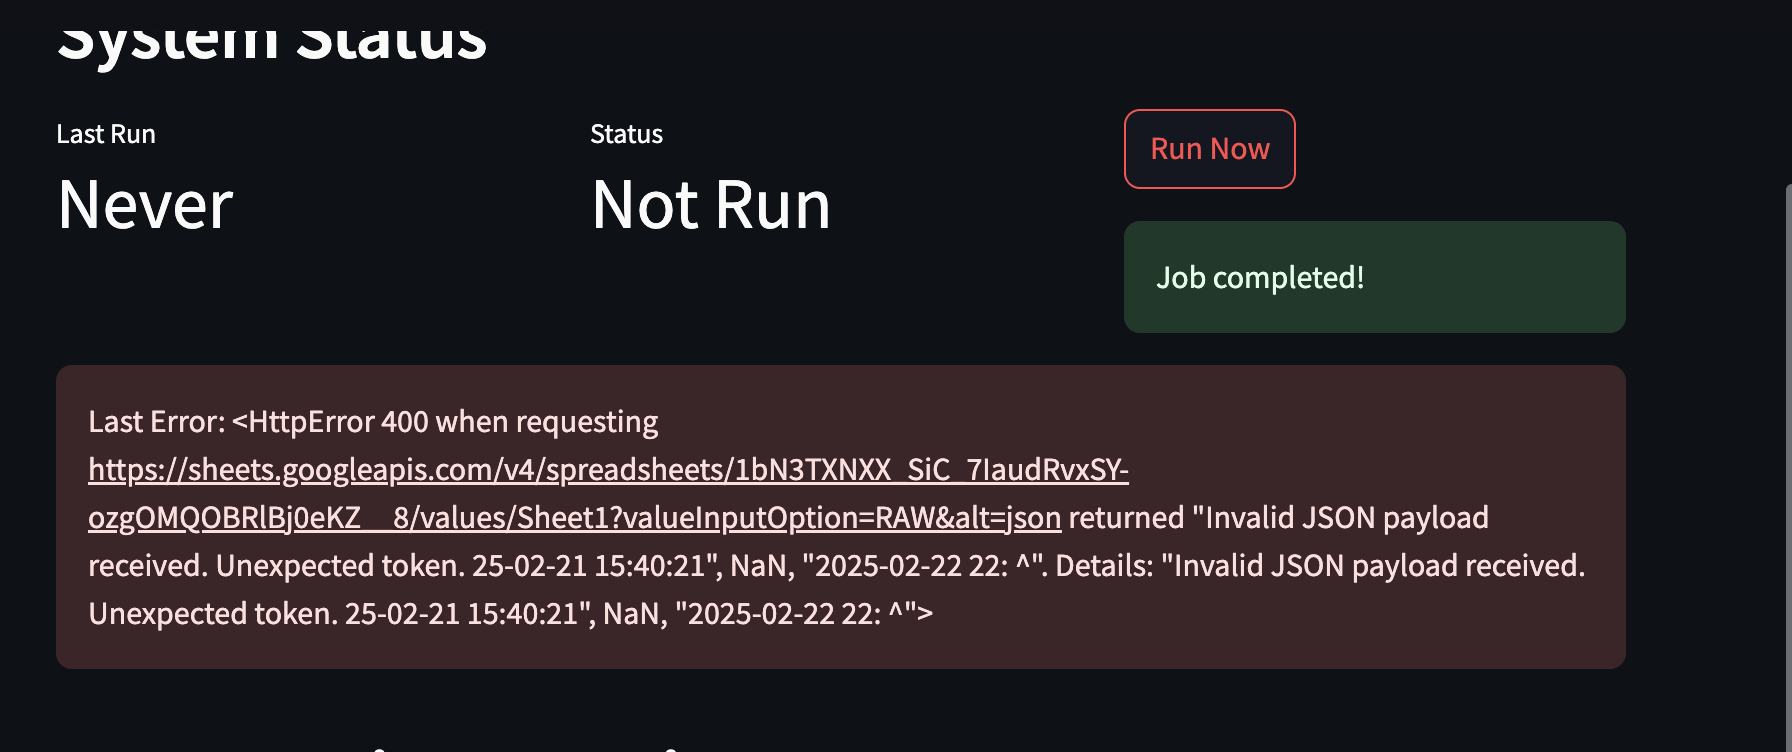 System Status
Last Run
Never
Status
Not Run
Run Now
Job completed!
Last Error: <HttpError 400 when requesting
https://sheets.googleapis.com/v4/spreadsheets/1bN3TXNXX_SiC_7IaudRvxSY-
ozgOMQOBRlBj0eKZ__8/values/Sheet1?valueInputOption=RAW&alt=json returned "Invalid JSON payload
received. Unexpected token. 25-02-21 15:40:21", NaN, "2025-02-22 22: ^". Details: "Invalid JSON payload received.
Unexpected token. 25-02-21 15:40:21", NaN, "2025-02-22 22: ^">